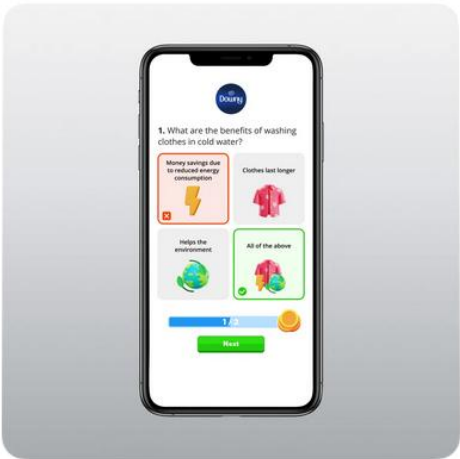 Downy
1. What are the benefits of washing
clothes in cold water?
Money savings due
to reduced energy
consumption
Clothes last longer
Helps the
environment
All of the above
1 / 3
Next